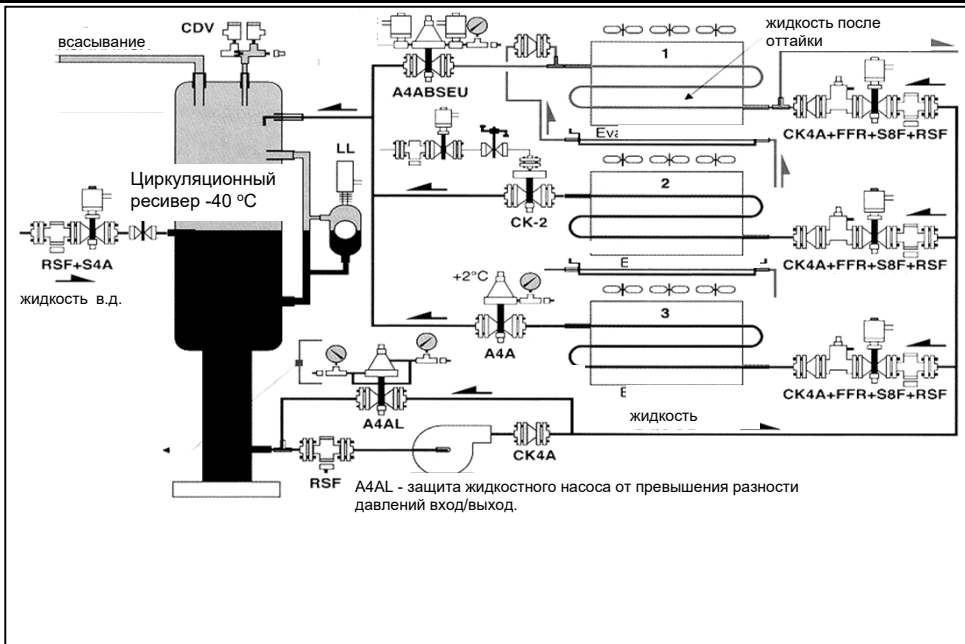 CDV
всасывание
жидкость после
оттайки
1
A4ABSEU
CK4A+FFR+S8F+RSF
LL
Циркуляционный
ресивер -40 ºC
2
CK-2
CK4A+FFR+S8F+RSF
RSF+S4A
жидкость в.д.
+2°C
3
A4A
CK4A+FFR+S8F+RSF
жидкость
A4AL
CK4A
RSF
A4AL - защита жидкостного насоса от превышения разности
давлений вход/выход.